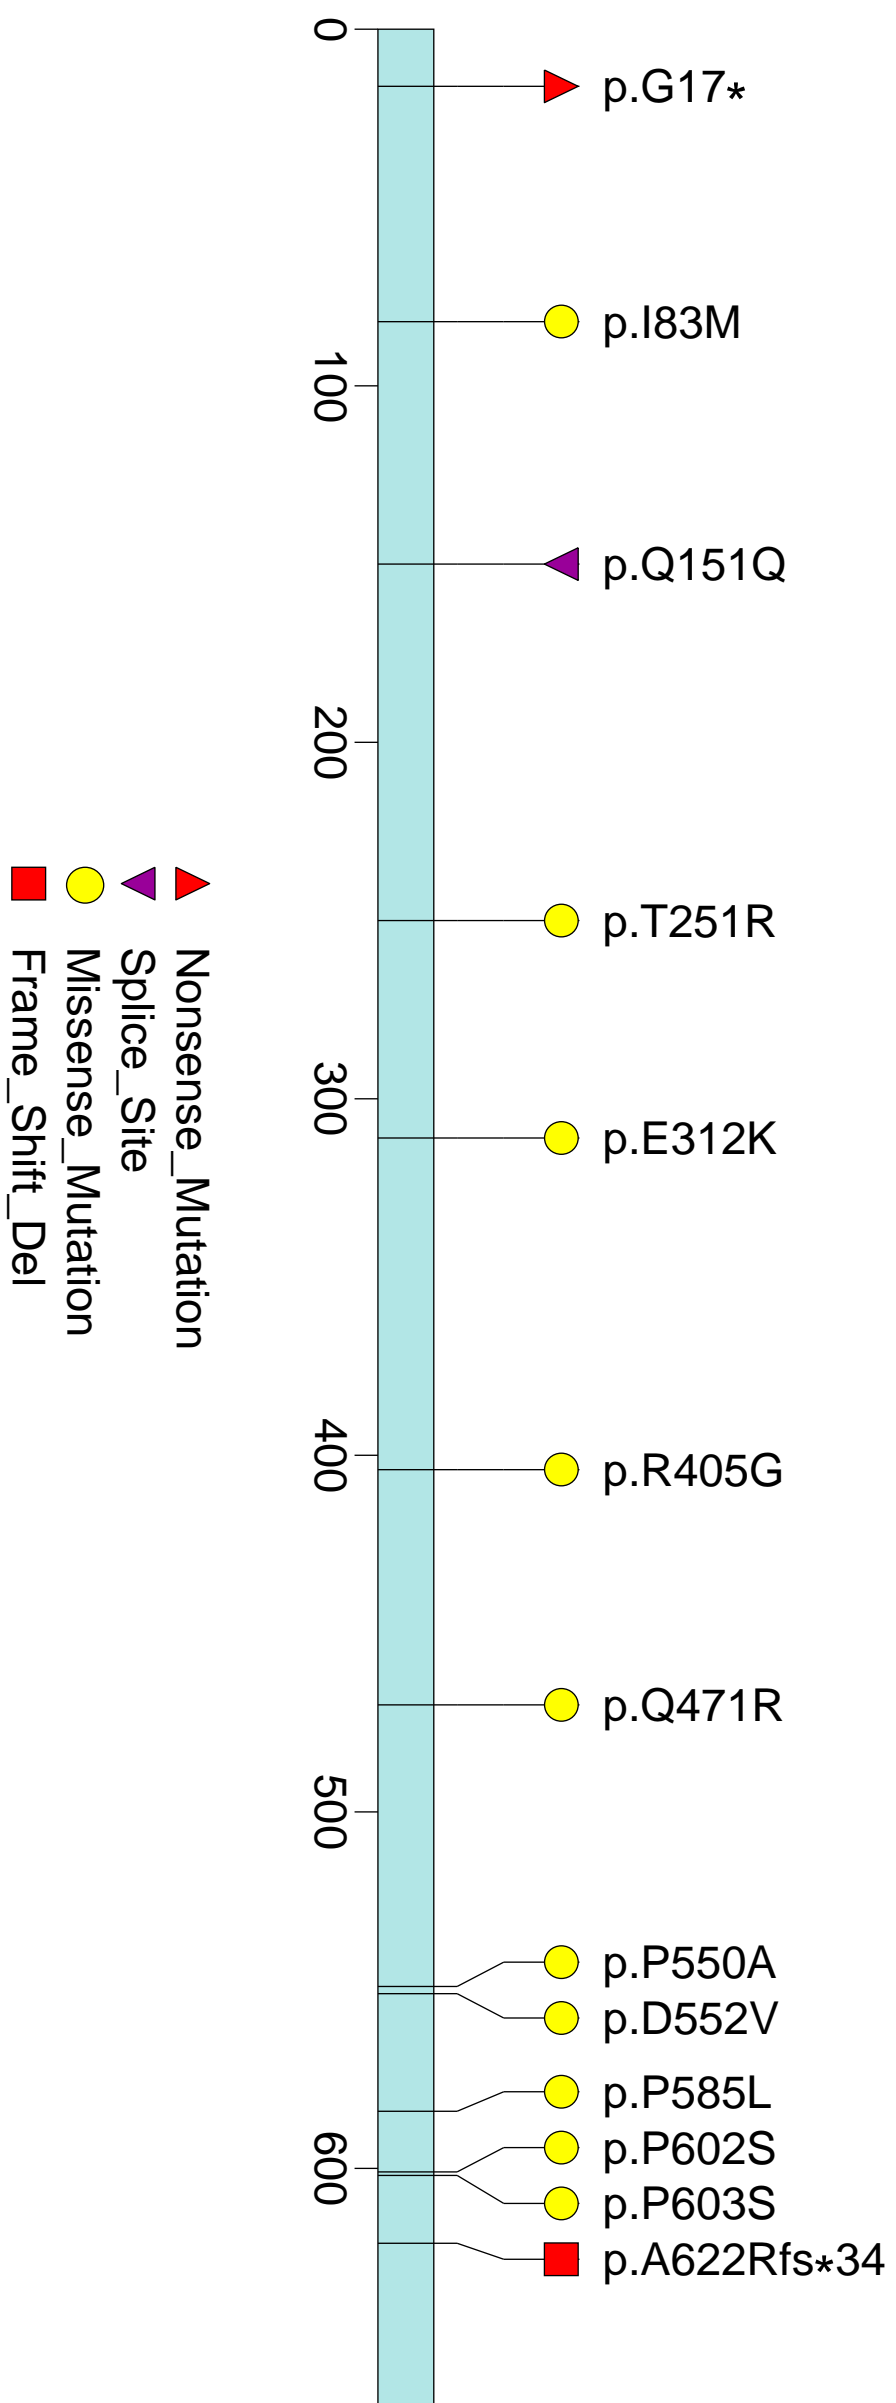 0
100
200
300
400
500
600
p.G17*
p.I83M
p.Q151Q
p.T251R
p.E312K
p.R405G
p.Q471R
p.P550A
p.D552V
p.P585L
p.P602S
p.P603S
p.A622Rfs*34
Nonsense_Mutation
Splice_Site
Missense_Mutation
Frame_Shift_Del